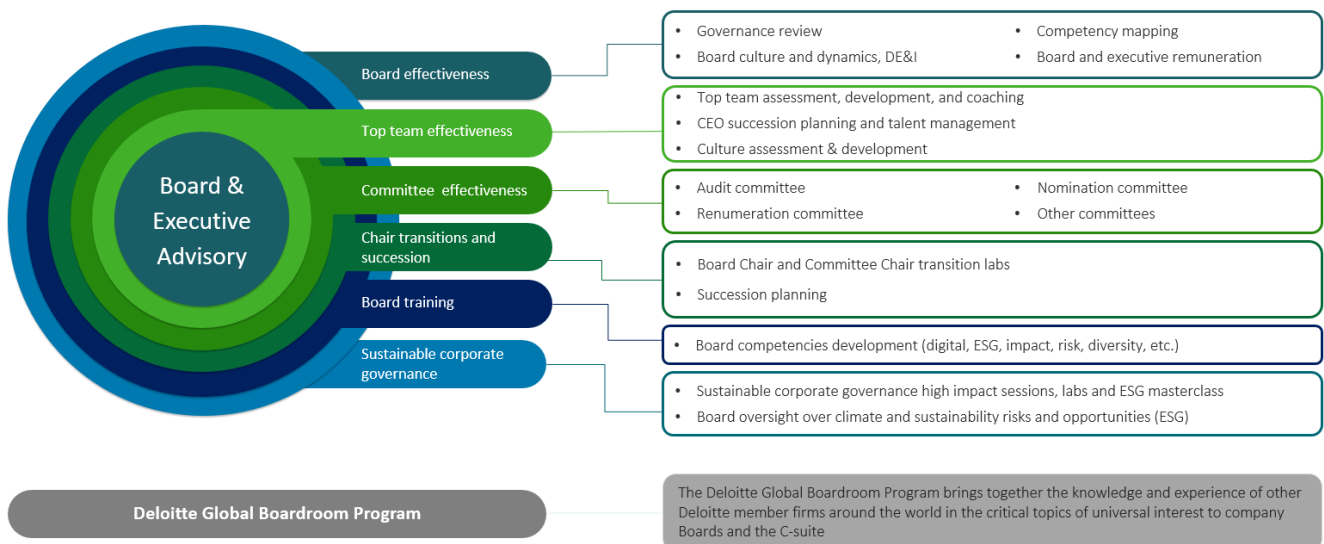 Board & 
Executive
Advisory
Board effectiveness
• Governance review
• Board culture and dynamics, DE&I
• Competency mapping
• Board and executive remuneration
Top team effectiveness
• Top team assessment, development, and coaching
• CEO succession planning and talent management
• Culture assessment & development
Committee effectiveness
• Audit committee
• Renumeration committee
• Nomination committee
• Other committees
Chair transitions and
succession
• Board Chair and Committee Chair transition labs
• Succession planning
Board training
• Board competencies development (digital, ESG, impact, risk, diversity, etc.)
Sustainable corporate
governance
• Sustainable corporate governance high impact sessions, labs and ESG masterclass
• Board oversight over climate and sustainability risks and opportunities (ESG)
Deloitte Global Boardroom Program
The Deloitte Global Boardroom Program brings together the knowledge and experience of other
Deloitte member firms around the world in the critical topics of universal interest to company
Boards and the C-suite